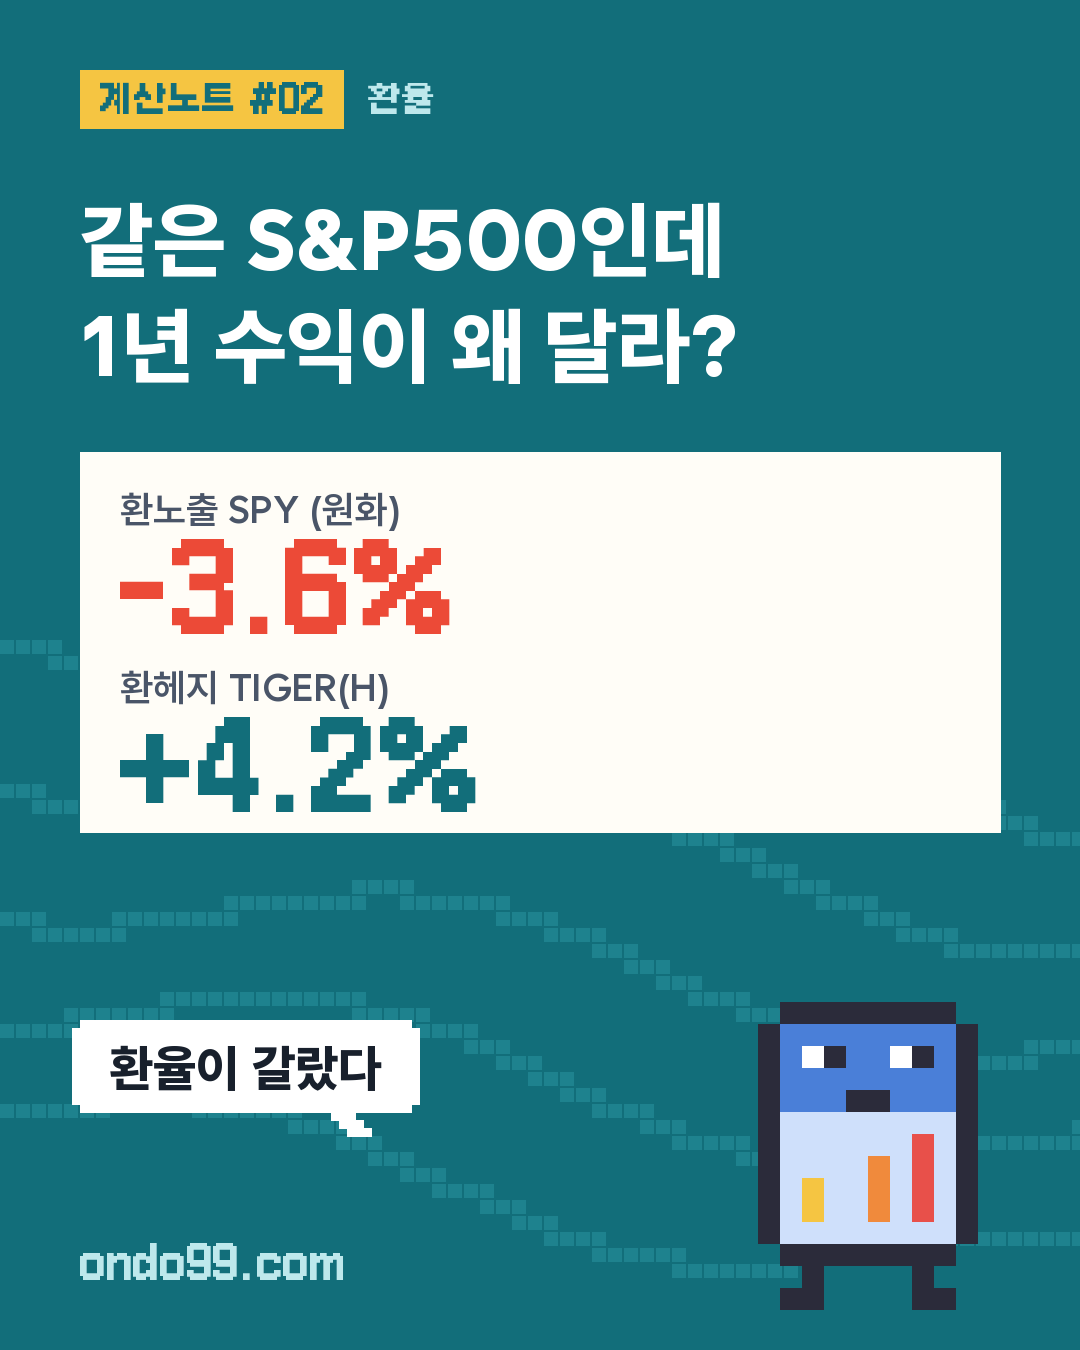 계산노트 #02 환율
같은 S&P500인데
1년 수익이 왜 달라?
환노출 SPY (원화)
-3.6%
환헤지 TIGER(H)
+4.2%
환율이 갈랐다
ondo99.com